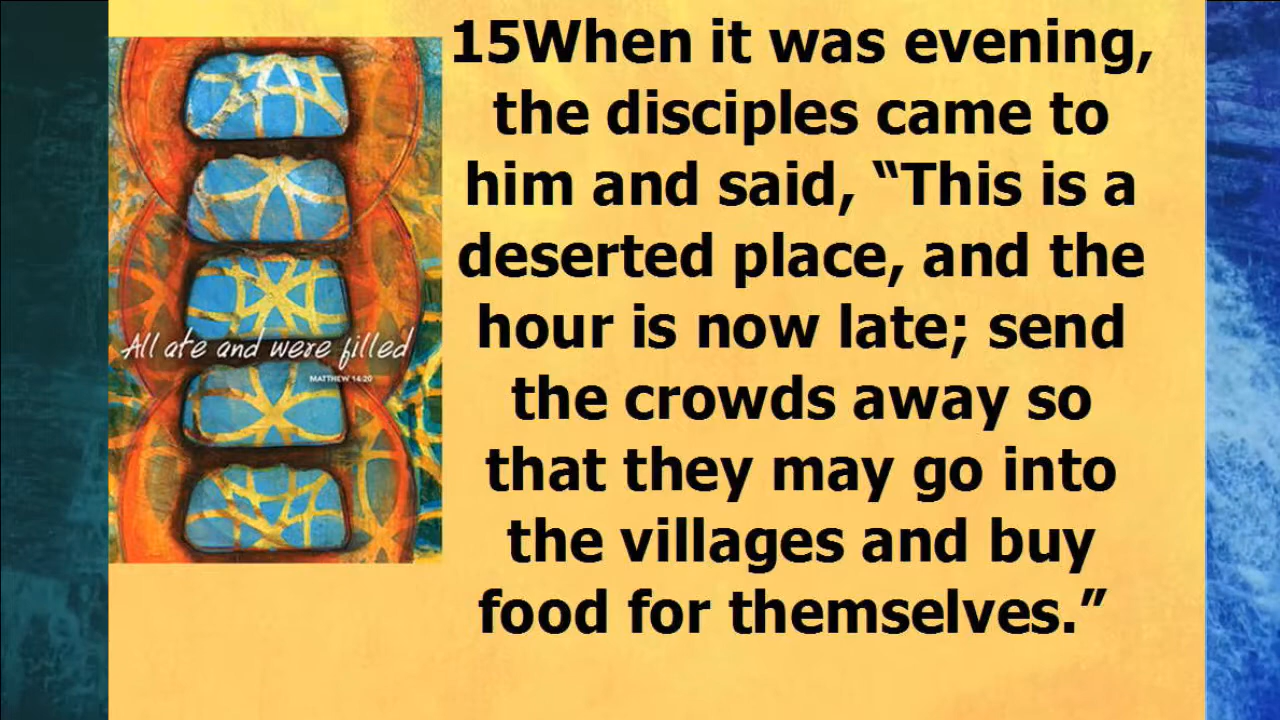 15When it was evening,
the disciples came to
him and said, “This is a
deserted place, and the
hour is now late; send
the crowds away so
that they may go into
the villages and buy
food for themselves.”
All ate and were filled
MATTHEW 14:20